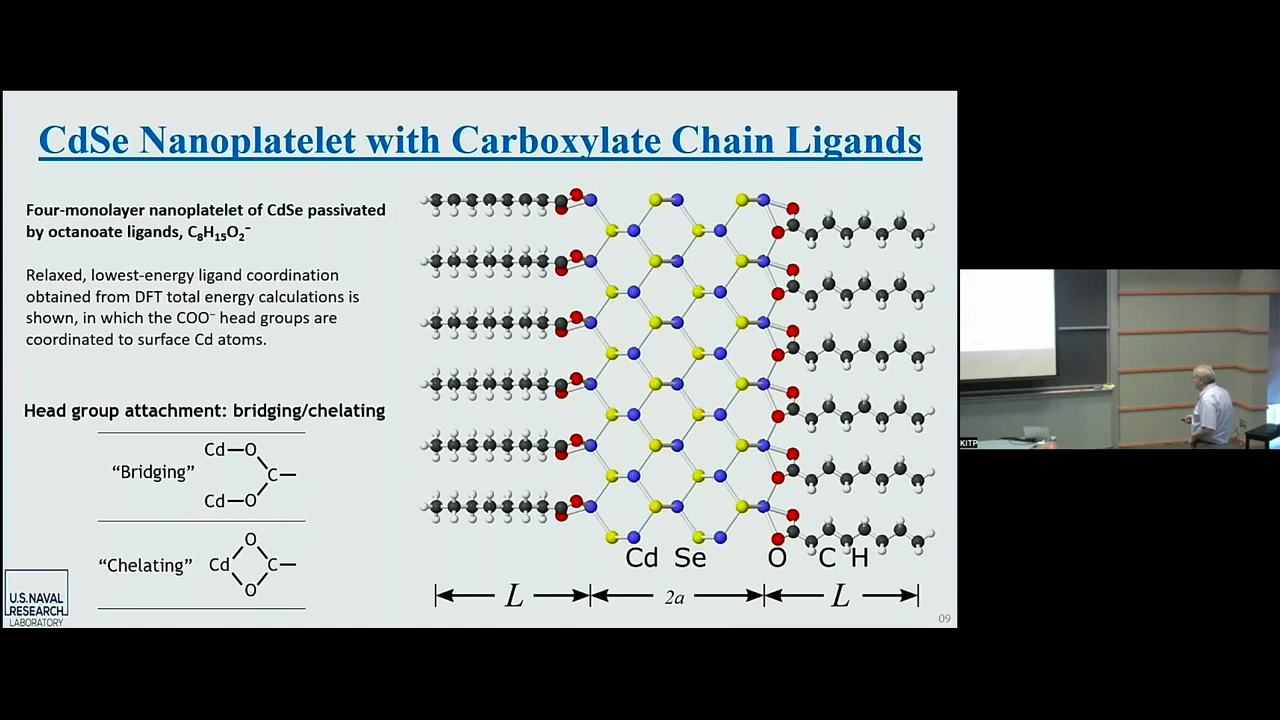 CdSe Nanoplatelet with Carboxylate Chain Ligands
Four-monolayer nanoplatelet of CdSe passivated
by octanoate ligands, C₈H₁₅O₂⁻
Relaxed, lowest-energy ligand coordination
obtained from DFT total energy calculations is
shown, in which the COO⁻ head groups are
coordinated to surface Cd atoms.
Head group attachment: bridging/chelating
Cd—O
"Bridging" C—
Cd—O
O
"Chelating" Cd C—
O
Cd Se O C H
L 2a L
U.S. NAVAL
RESEARCH
LABORATORY
09
KITP